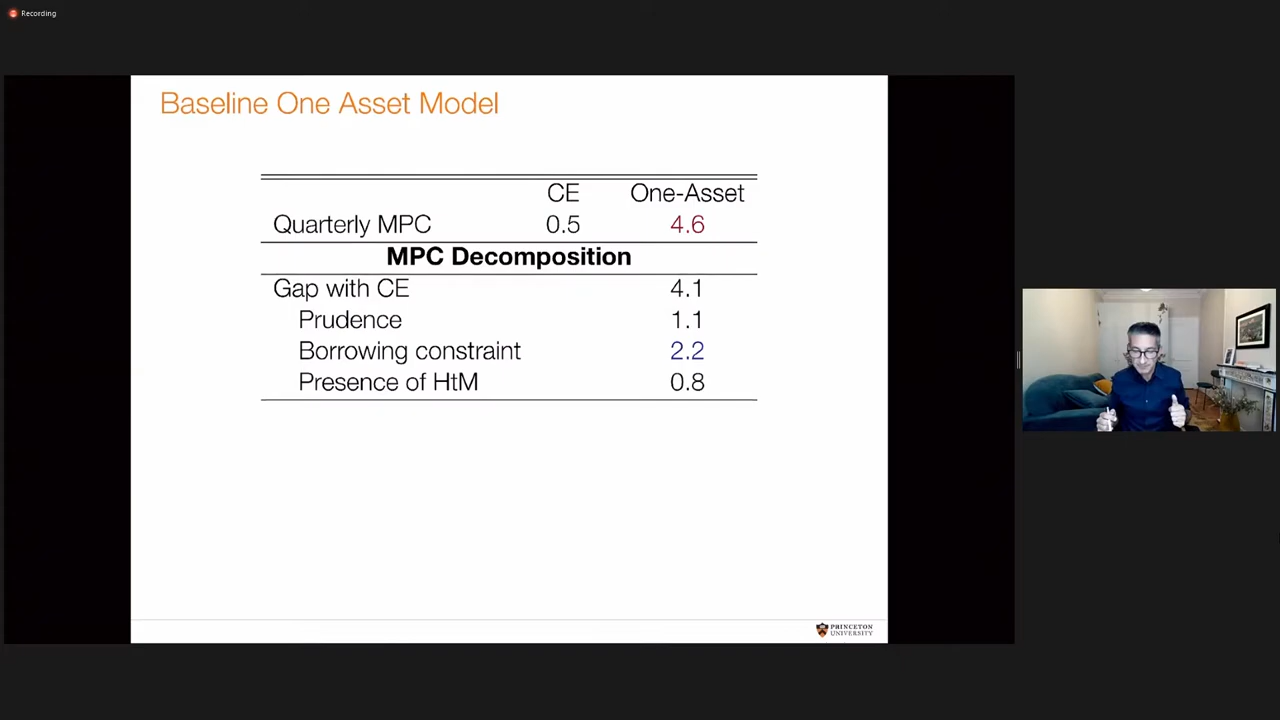 Recording
Baseline One Asset Model
CE One-Asset
Quarterly MPC 0.5 4.6
MPC Decomposition
Gap with CE 4.1
Prudence 1.1
Borrowing constraint 2.2
Presence of HtM 0.8
PRINCETON
UNIVERSITY